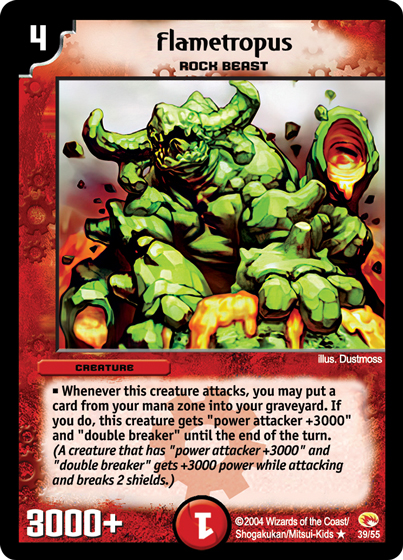 4
Flametropus
ROCK BEAST
illus. Dustmoss
CREATURE
▪ Whenever this creature attacks, you may put a
card from your mana zone into your graveyard. If
you do, this creature gets "power attacker +3000"
and "double breaker" until the end of the turn.
(A creature that has "power attacker +3000" and
"double breaker" gets +3000 power while attacking
and breaks 2 shields.)
3000+
1
©2004 Wizards of the Coast/
Shogakukan/Mitsui-Kids ★ 39/55